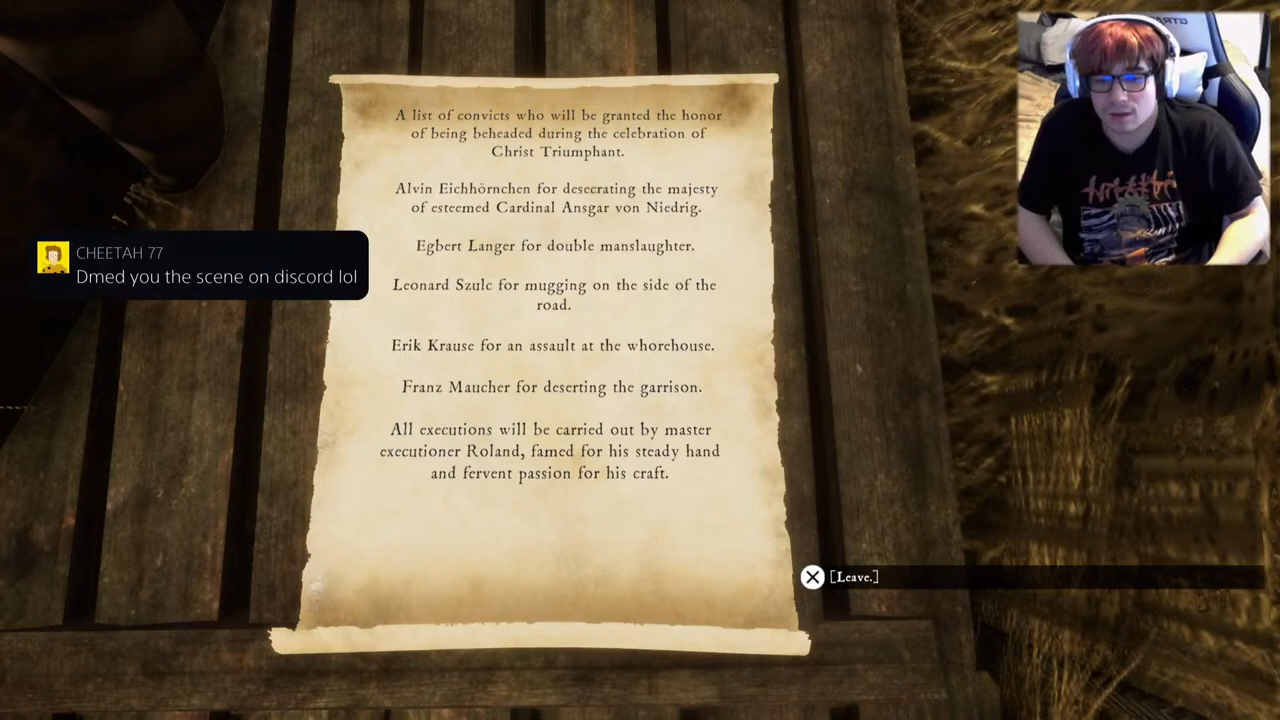 A list of convicts who will be granted the honor
of being beheaded during the celebration of
Christ Triumphant.
Alvin Eichhörnchen for desecrating the majesty
of esteemed Cardinal Ansgar von Niedrig.
Egbert Langer for double manslaughter.
Leonard Szulc for mugging on the side of the
road.
Erik Krause for an assault at the whorehouse.
Franz Maucher for deserting the garrison.
All executions will be carried out by master
executioner Roland, famed for his steady hand
and fervent passion for his craft.
CHEETAH 77
Dmed you the scene on discord lol
[Leave.]